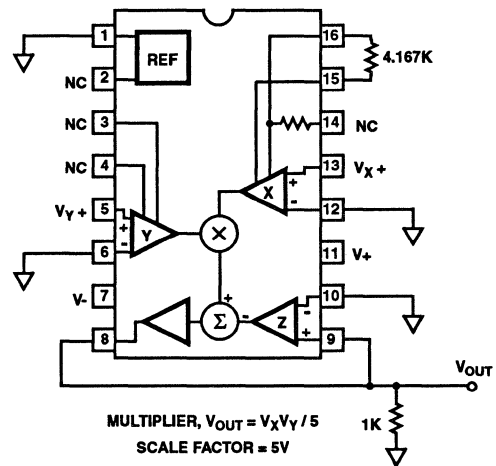 1
REF
16
4.167K
NC
2
15
NC
3
14
NC
NC
4
13
VX +
X
+
-
VY +
5
+
-
Y
×
12
6
11
V+
V-
7
+
Σ
-
Z
-
+
10
8
9
VOUT
1K
MULTIPLIER, VOUT = VXVY / 5
SCALE FACTOR = 5V